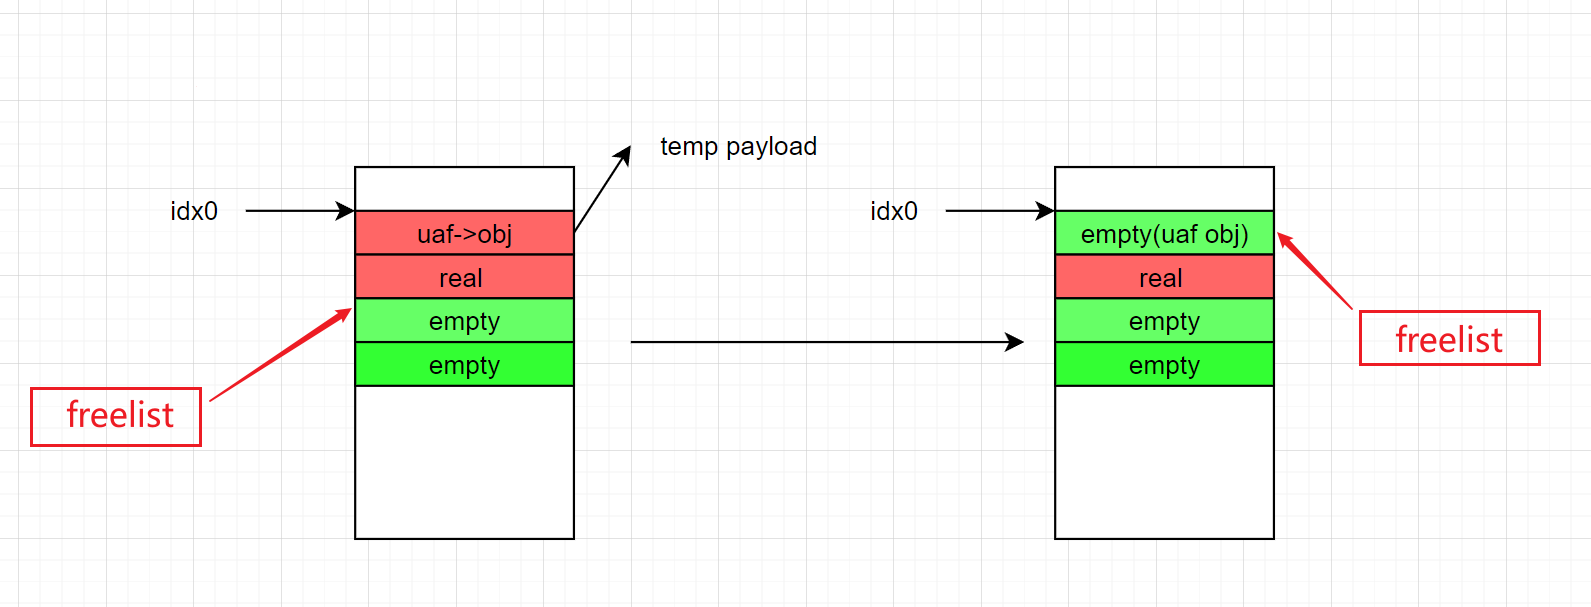 temp payload
idx0
uaf->obj
real
empty
empty
freelist
idx0
empty(uaf obj)
real
empty
empty
freelist